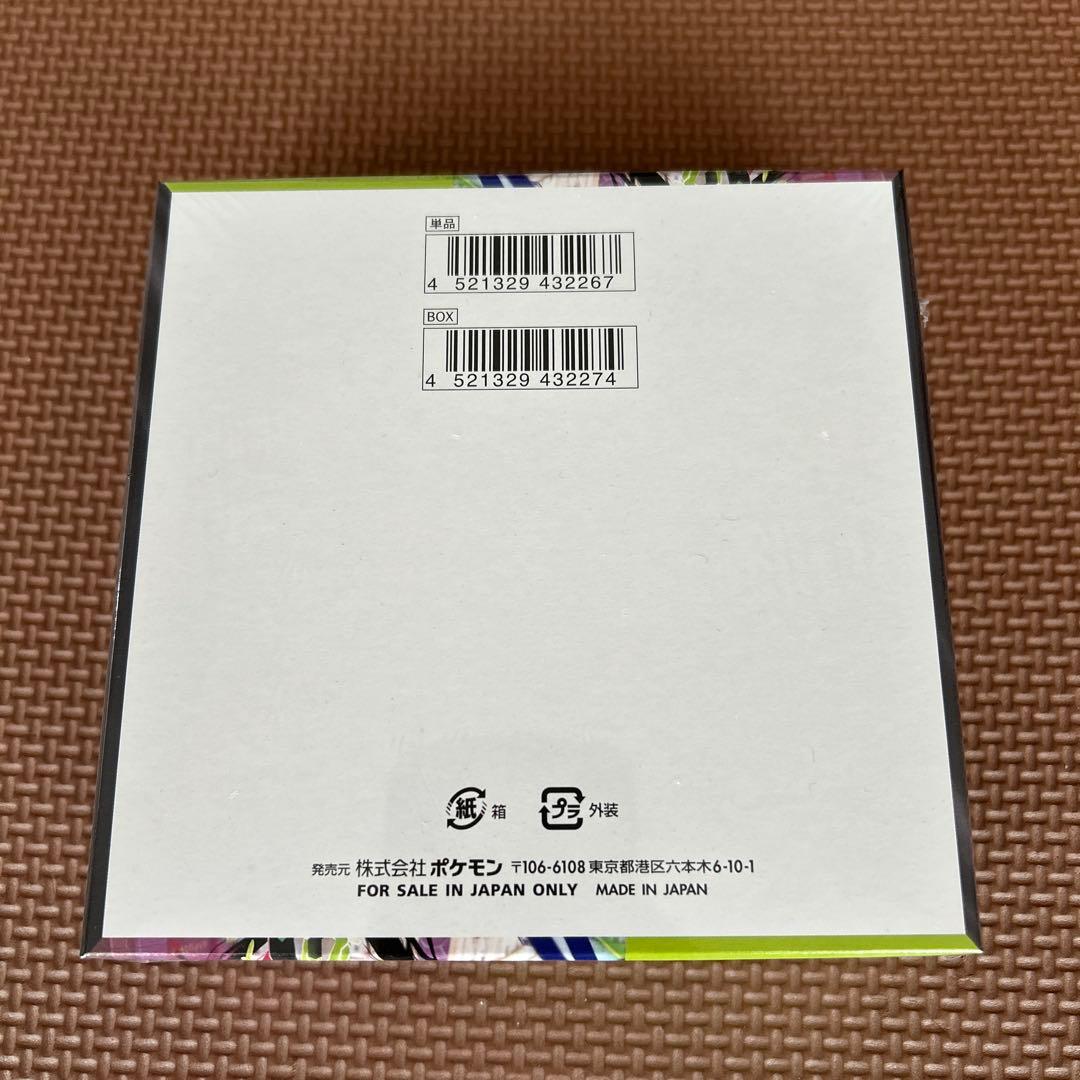 単品
4 521329 432267
BOX
4 521329 432274
紙 箱 プラ 外装
発売元 株式会社 ポケモン 〒106-6108 東京都港区六本木6-10-1
FOR SALE IN JAPAN ONLY MADE IN JAPAN